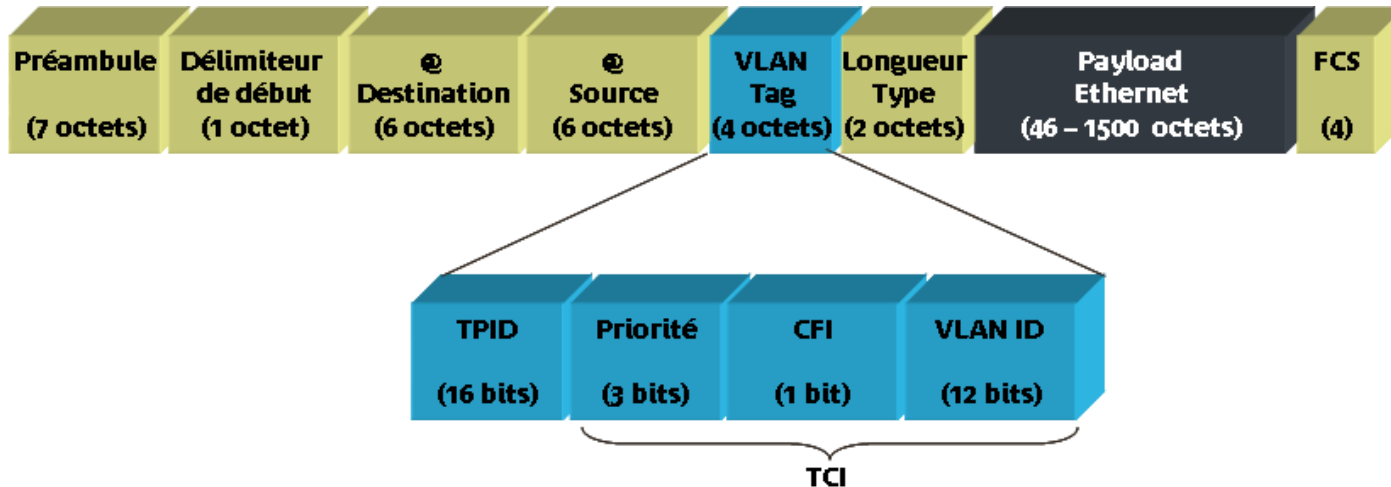 Préambule
(7 octets)
Délimiteur
de début
(1 octet)
@
Destination
(6 octets)
@
Source
(6 octets)
VLAN
Tag
(4 octets)
Longueur
Type
(2 octets)
Payload
Ethernet
(46 – 1500 octets)
FCS
(4)
TPID
(16 bits)
Priorité
(3 bits)
CFI
(1 bit)
VLAN ID
(12 bits)
TCI